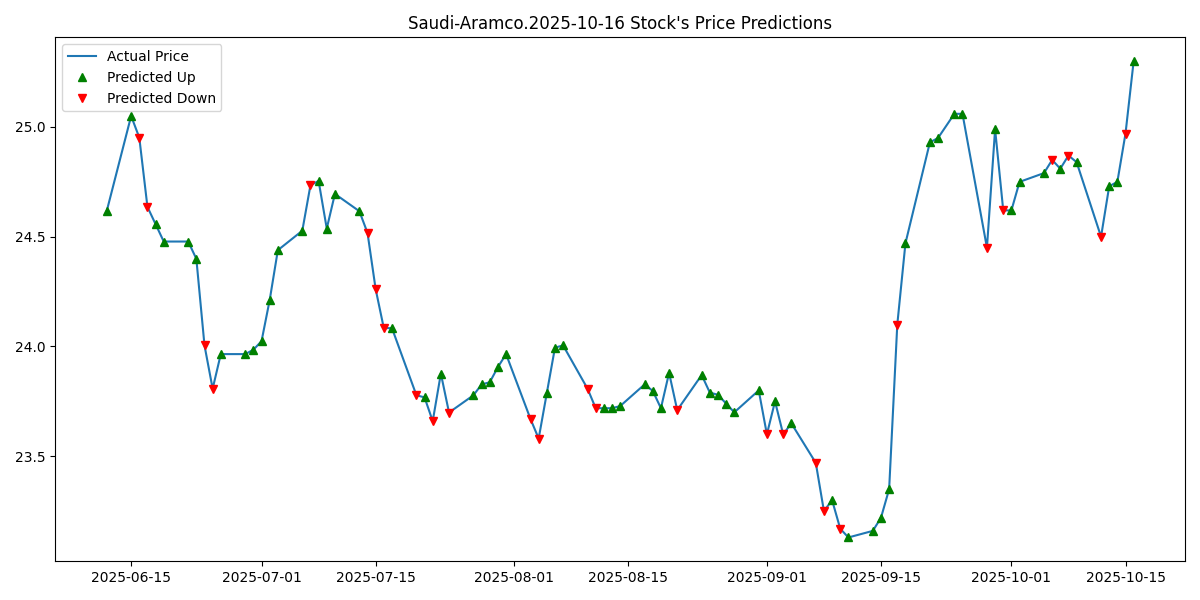 Saudi-Aramco.2025-10-16 Stock's Price Predictions
Actual Price
Predicted Up
Predicted Down
25.0
24.5
24.0
23.5
2025-06-15 2025-07-01 2025-07-15 2025-08-01 2025-08-15 2025-09-01 2025-09-15 2025-10-01 2025-10-15